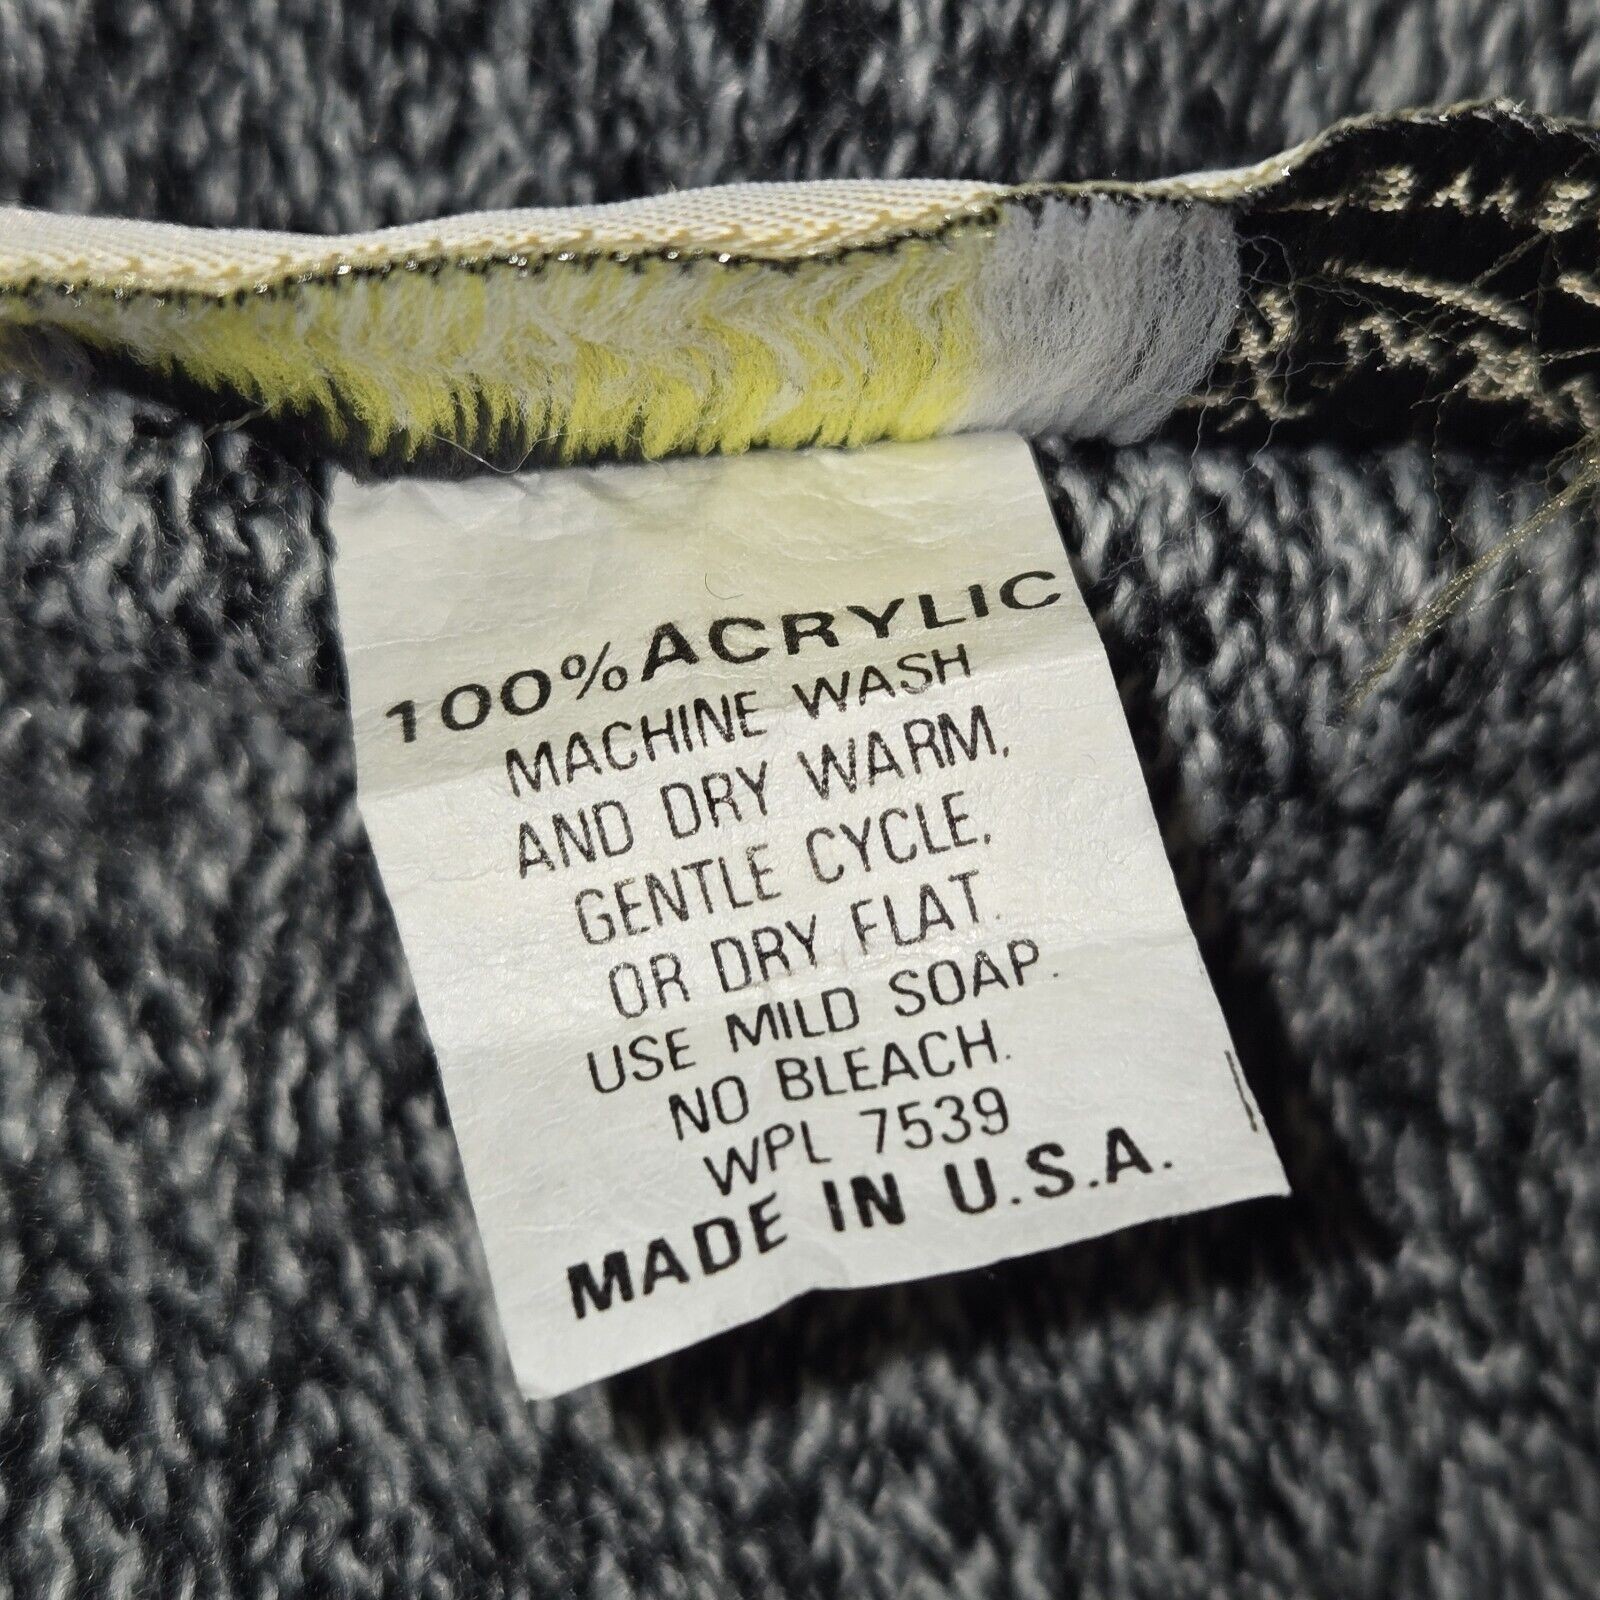 100% ACRYLIC
MACHINE WASH
AND DRY WARM,
GENTLE CYCLE,
OR DRY FLAT.
USE MILD SOAP.
NO BLEACH.
WPL 7539
MADE IN U.S.A.